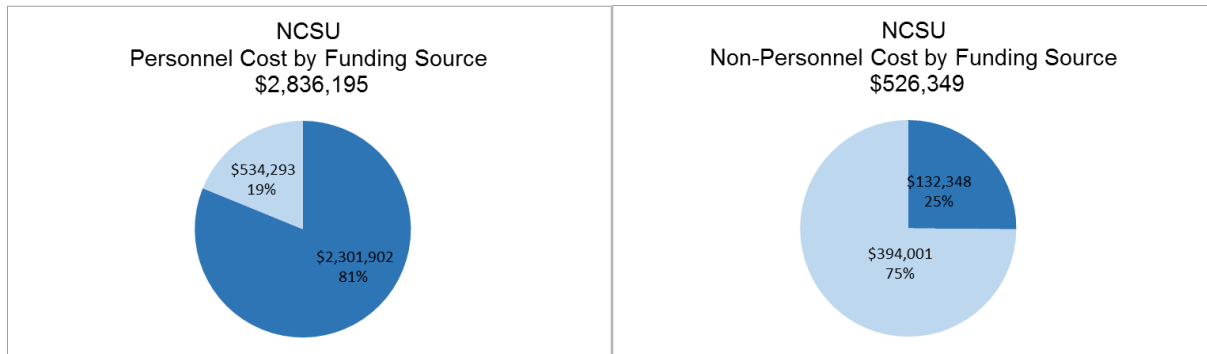 NCSU
Personnel Cost by Funding Source
$2,836,195
$534,293
19%
$2,301,902
81%
NCSU
Non-Personnel Cost by Funding Source
$526,349
$132,348
25%
$394,001
75%